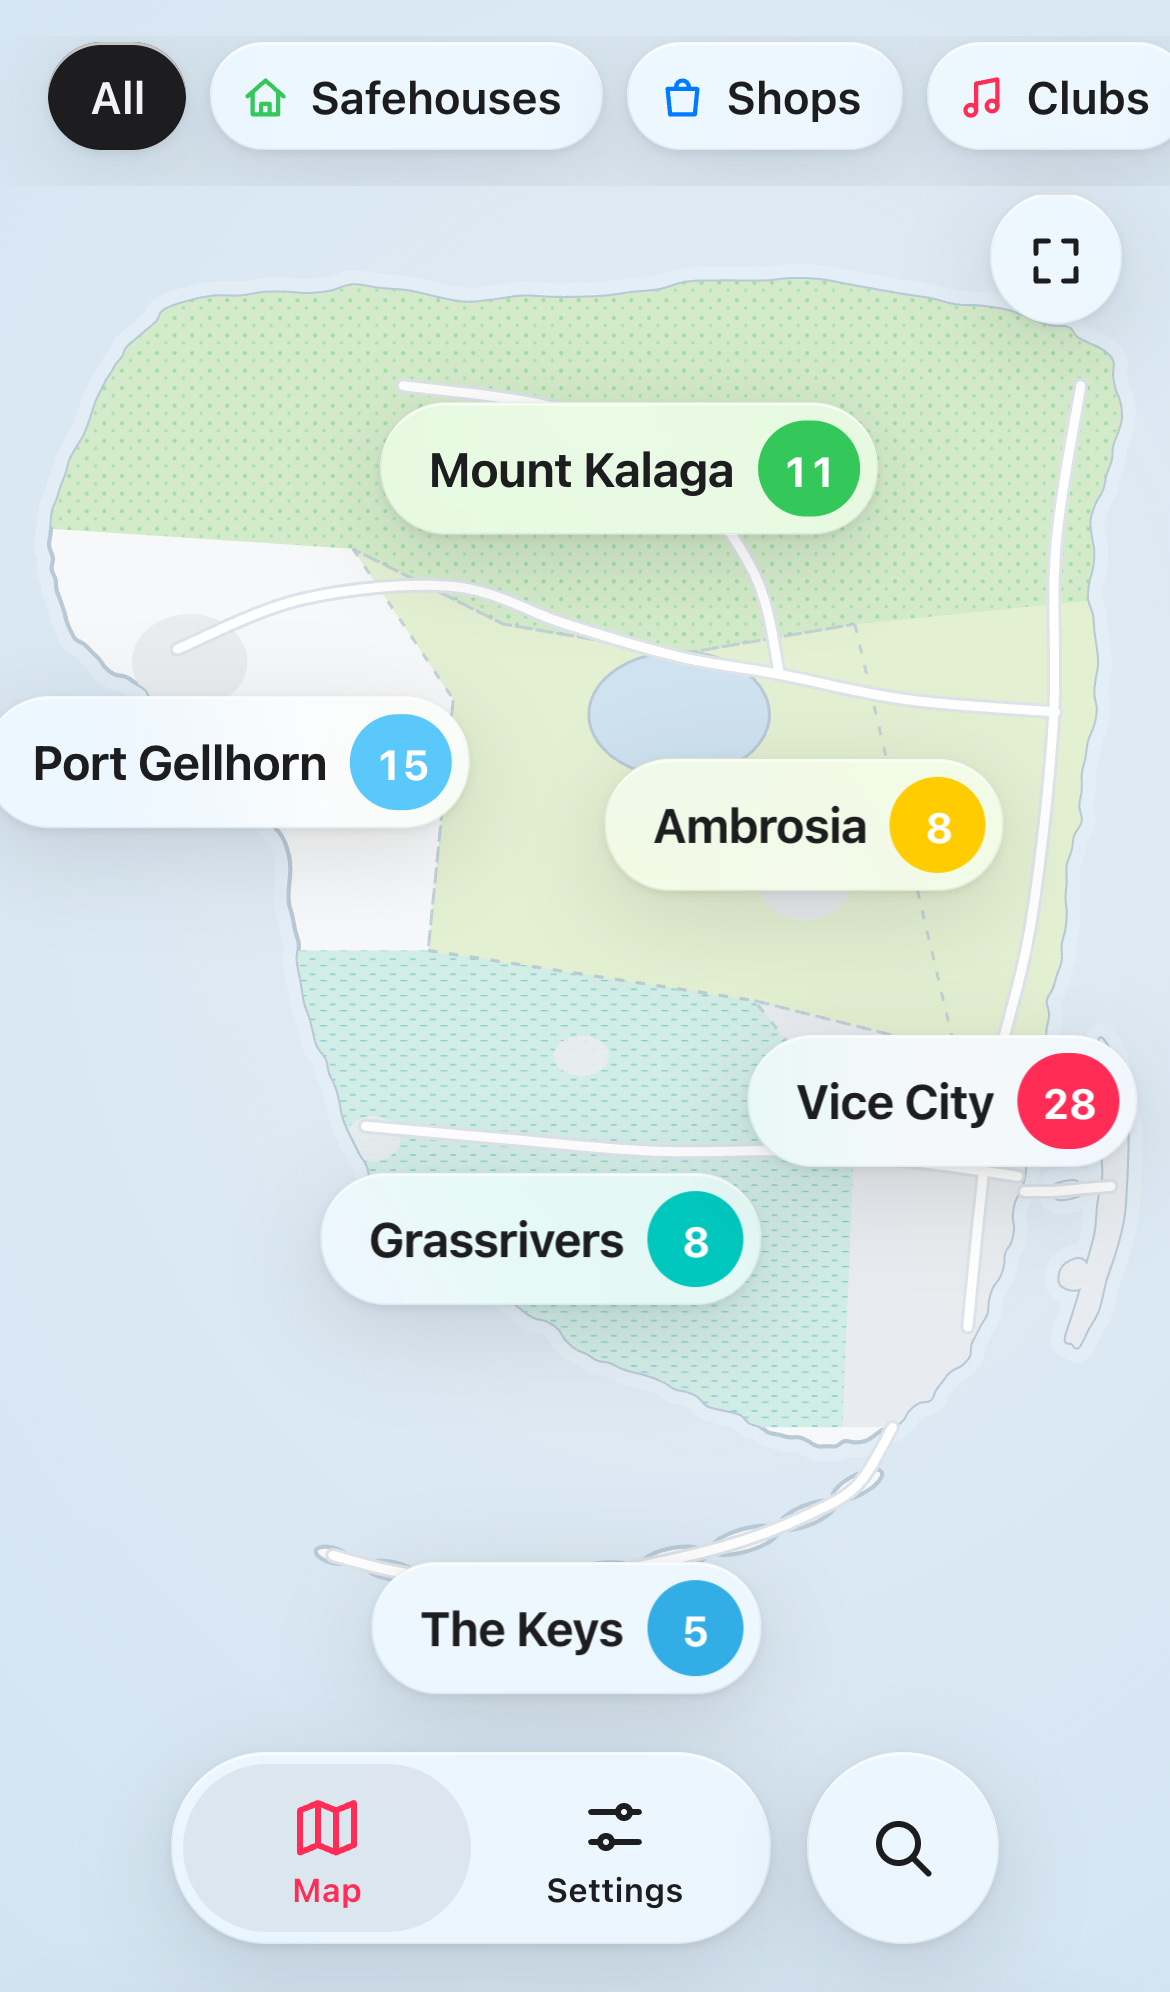 All
Safehouses
Shops
Clubs
Mount Kalaga 11
Port Gellhorn 15
Ambrosia 8
Vice City 28
Grassrivers 8
The Keys 5
Map
Settings